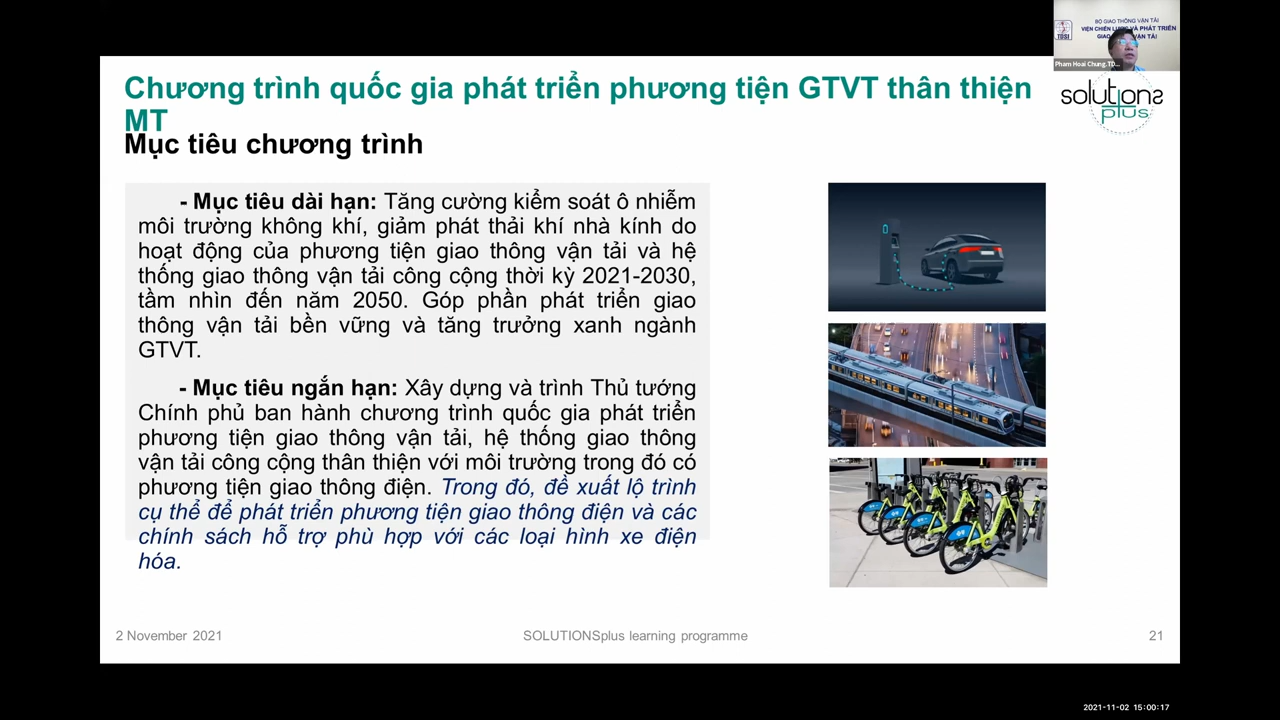 BỘ GIAO THÔNG VẬN TẢI
VIỆN CHIẾN LƯỢC VÀ PHÁT TRIỂN
GIAO VẬN TẢI
TDSI
Pham Hoai Chung.TD...
solutions
plus
Chương trình quốc gia phát triển phương tiện GTVT thân thiện
MT
Mục tiêu chương trình
- Mục tiêu dài hạn: Tăng cường kiểm soát ô nhiễm
môi trường không khí, giảm phát thải khí nhà kính do
hoạt động của phương tiện giao thông vận tải và hệ
thống giao thông vận tải công cộng thời kỳ 2021-2030,
tầm nhìn đến năm 2050. Góp phần phát triển giao
thông vận tải bền vững và tăng trưởng xanh ngành
GTVT.
- Mục tiêu ngắn hạn: Xây dựng và trình Thủ tướng
Chính phủ ban hành chương trình quốc gia phát triển
phương tiện giao thông vận tải, hệ thống giao thông
vận tải công cộng thân thiện với môi trường trong đó có
phương tiện giao thông điện. Trong đó, đề xuất lộ trình
cụ thể để phát triển phương tiện giao thông điện và các
chính sách hỗ trợ phù hợp với các loại hình xe điện
hóa.
2 November 2021
SOLUTIONSplus learning programme
21
2021-11-02 15:00:17